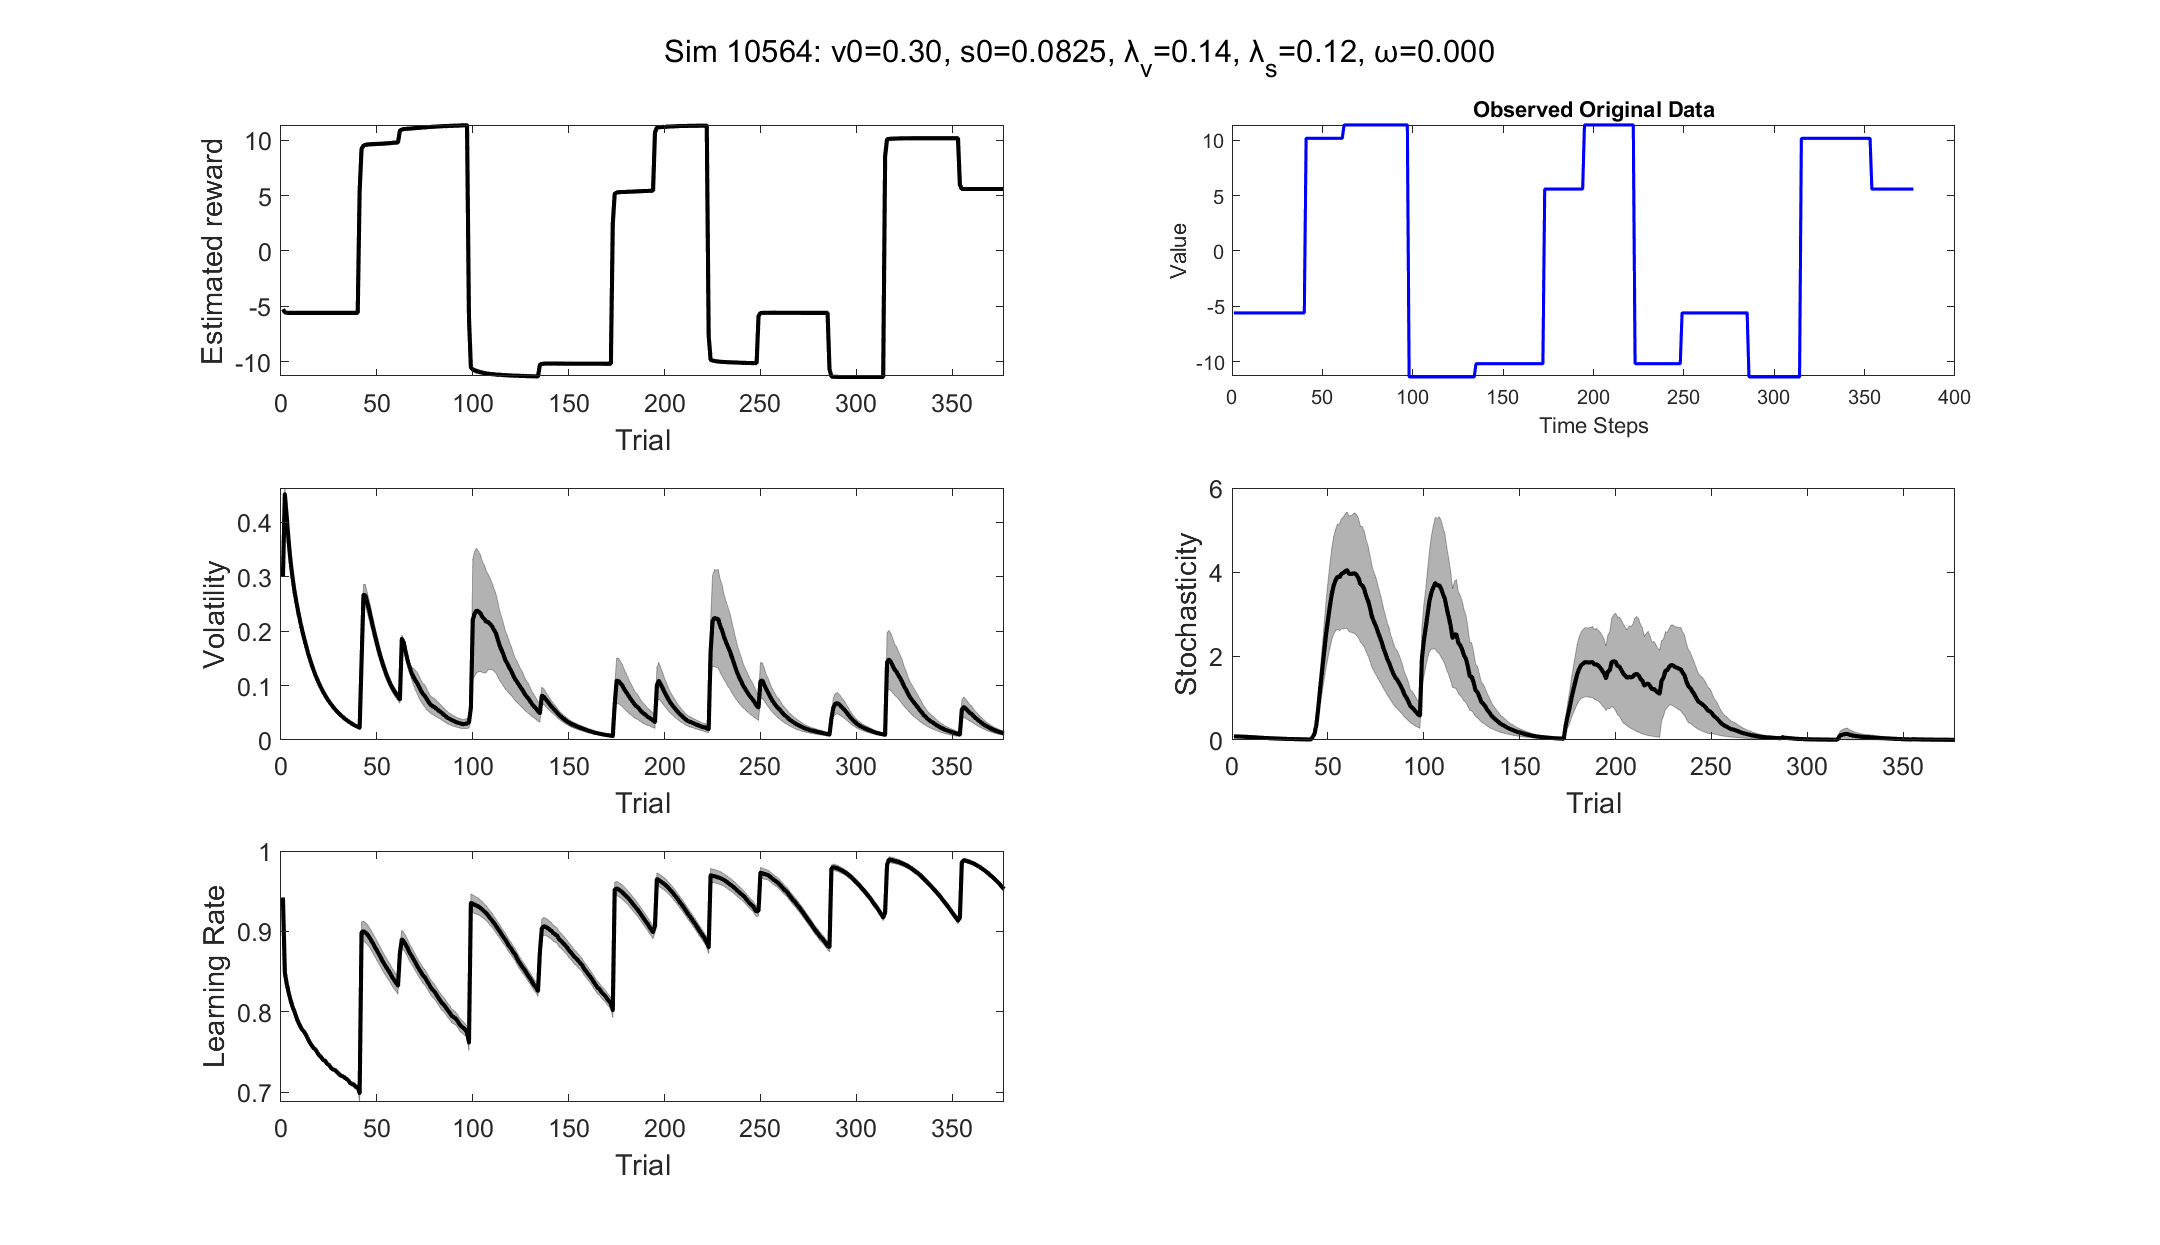 Sim 10564: v0=0.30, s0=0.0825, λ_v=0.14, λ_s=0.12, ω=0.000
Estimated reward
10
5
0
-5
-10
0 50 100 150 200 250 300 350
Trial
Observed Original Data
Value
10
5
0
-5
-10
0 50 100 150 200 250 300 350 400
Time Steps
Volatility
0.4
0.3
0.2
0.1
0
0 50 100 150 200 250 300 350
Trial
Stochasticity
6
4
2
0
0 50 100 150 200 250 300 350
Trial
Learning Rate
1
0.9
0.8
0.7
0 50 100 150 200 250 300 350
Trial